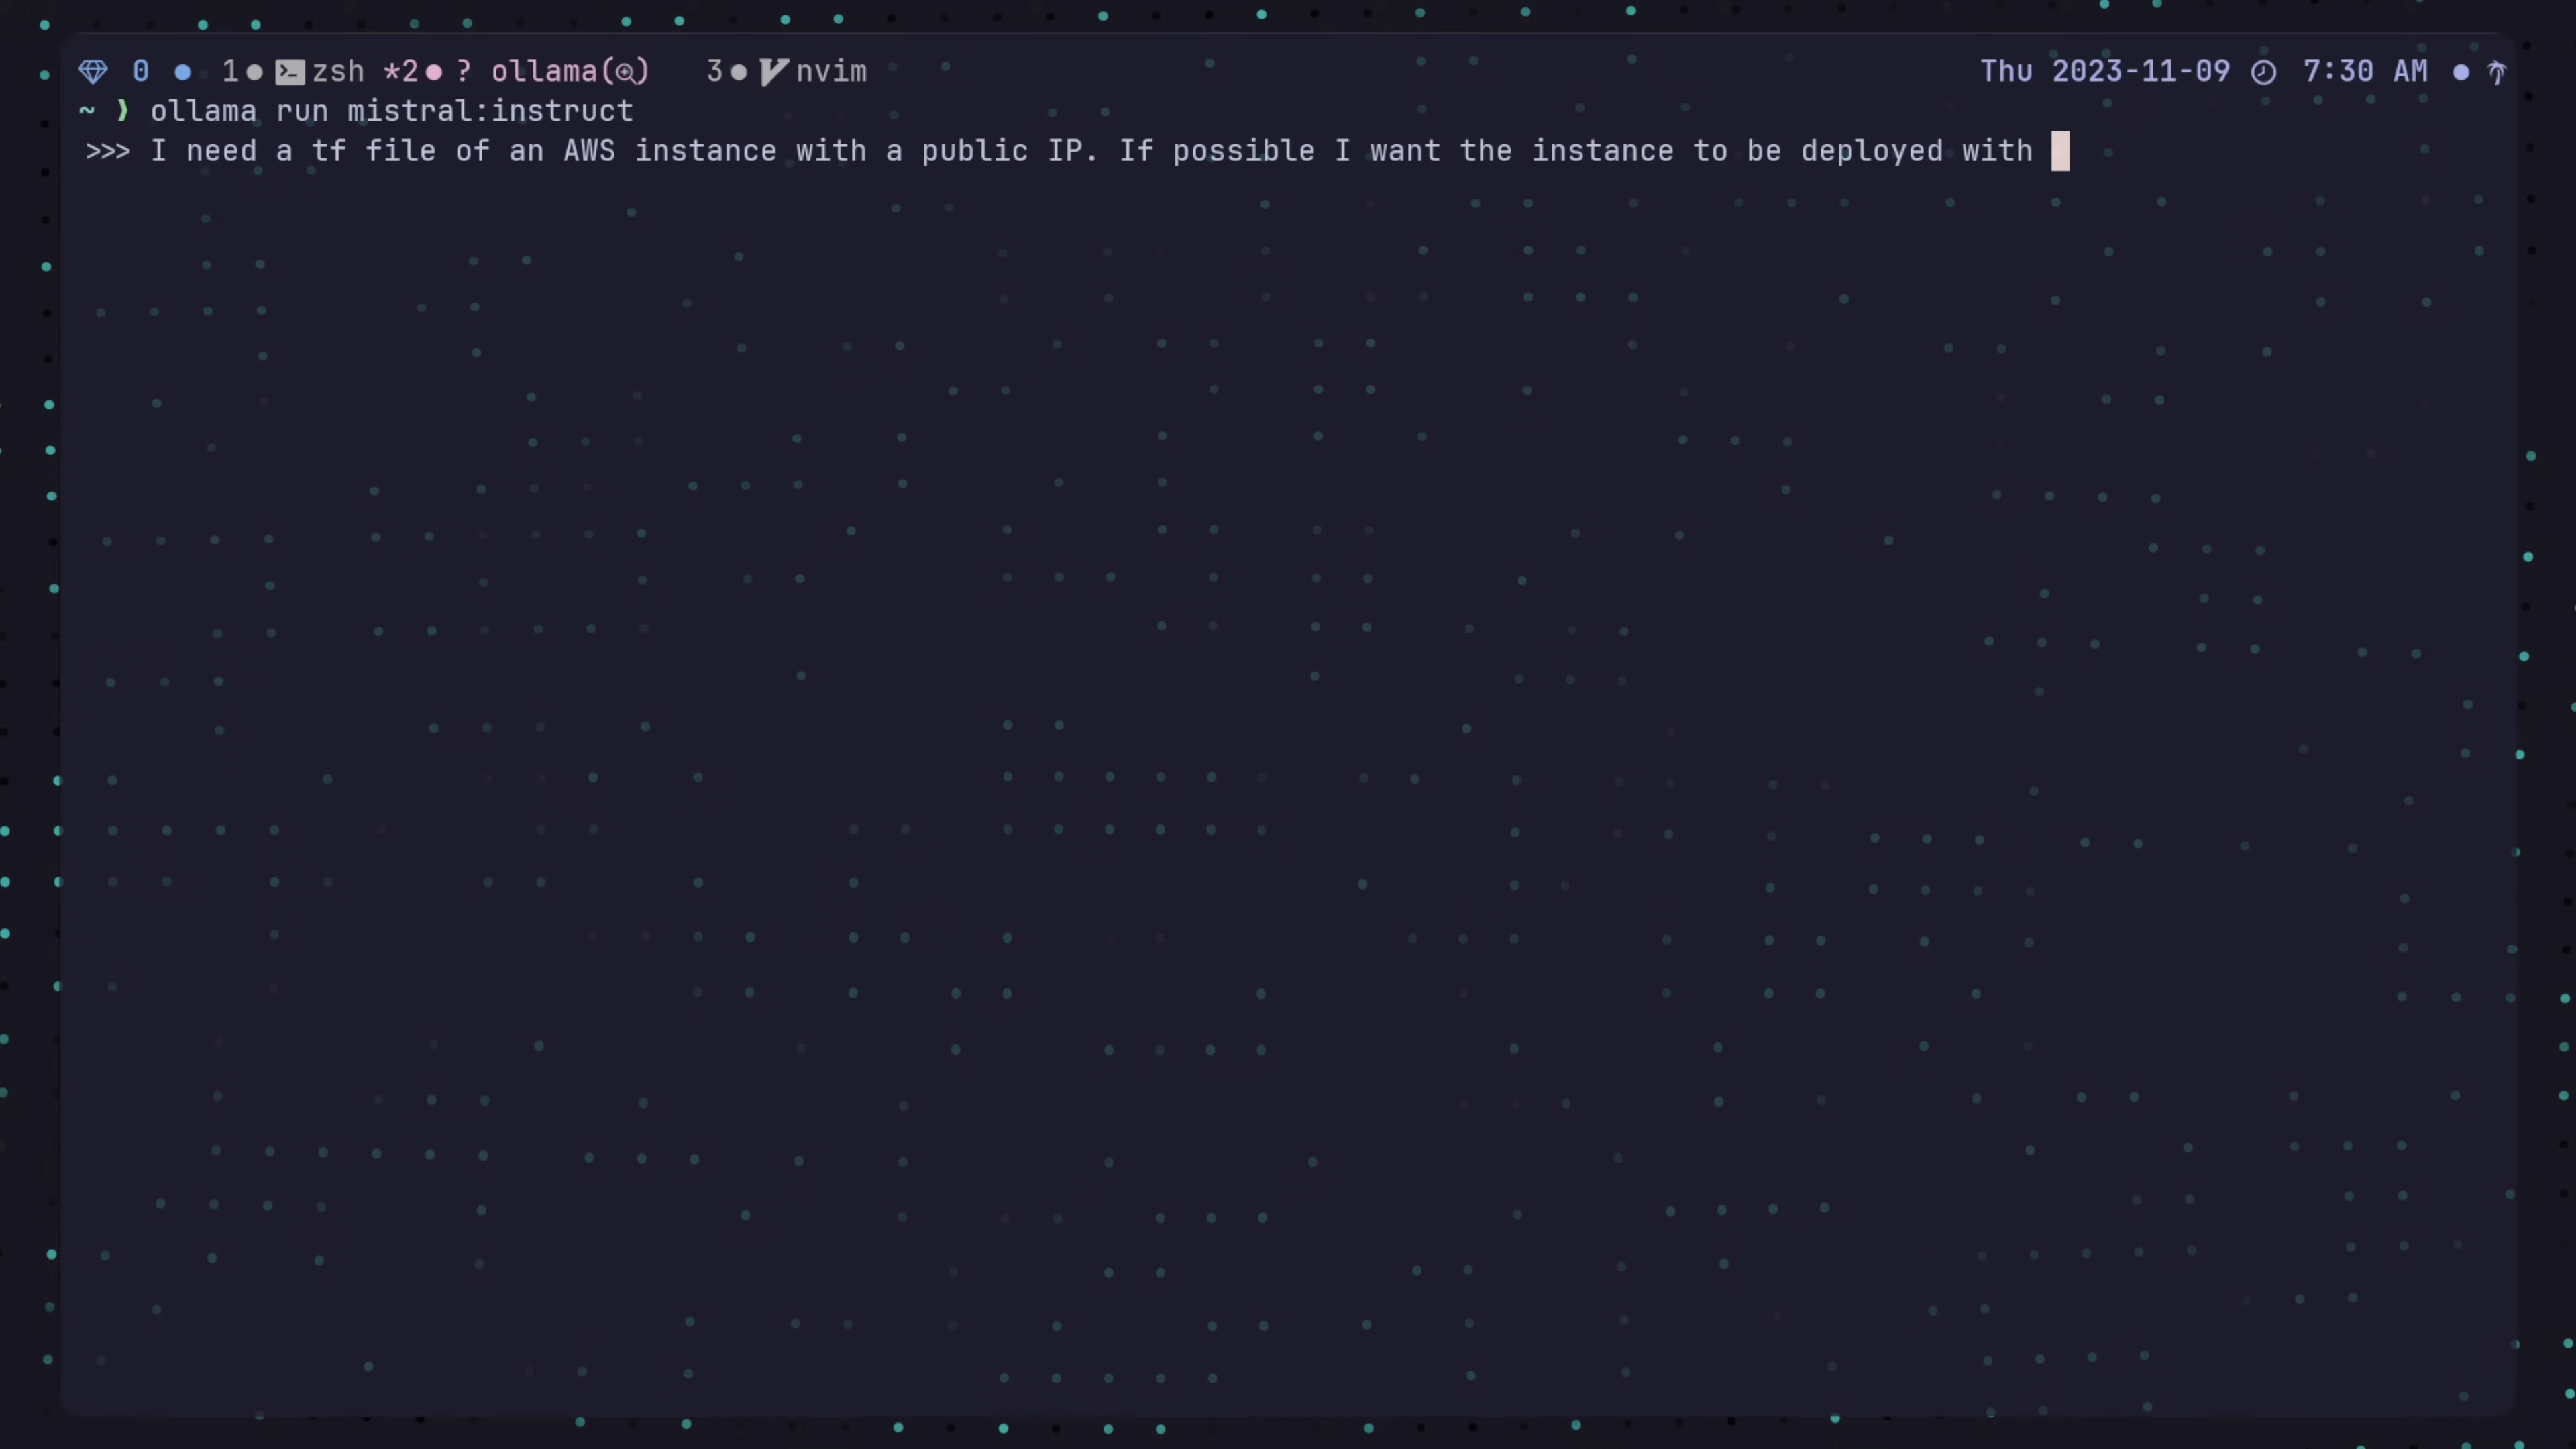 0 1 zsh *2 ? ollama( ) 3 nvim Thu 2023-11-09 7:30 AM
~ ❯ ollama run mistral:instruct
>>> I need a tf file of an AWS instance with a public IP. If possible I want the instance to be deployed with